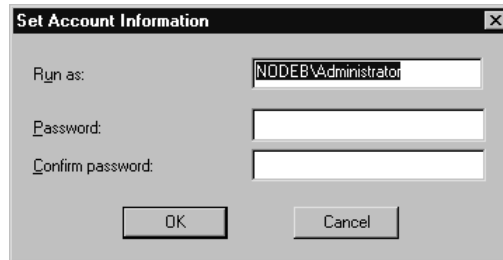 Set Account Information
Run as: NODEB\Administrator
Password:
Confirm password:
OK Cancel